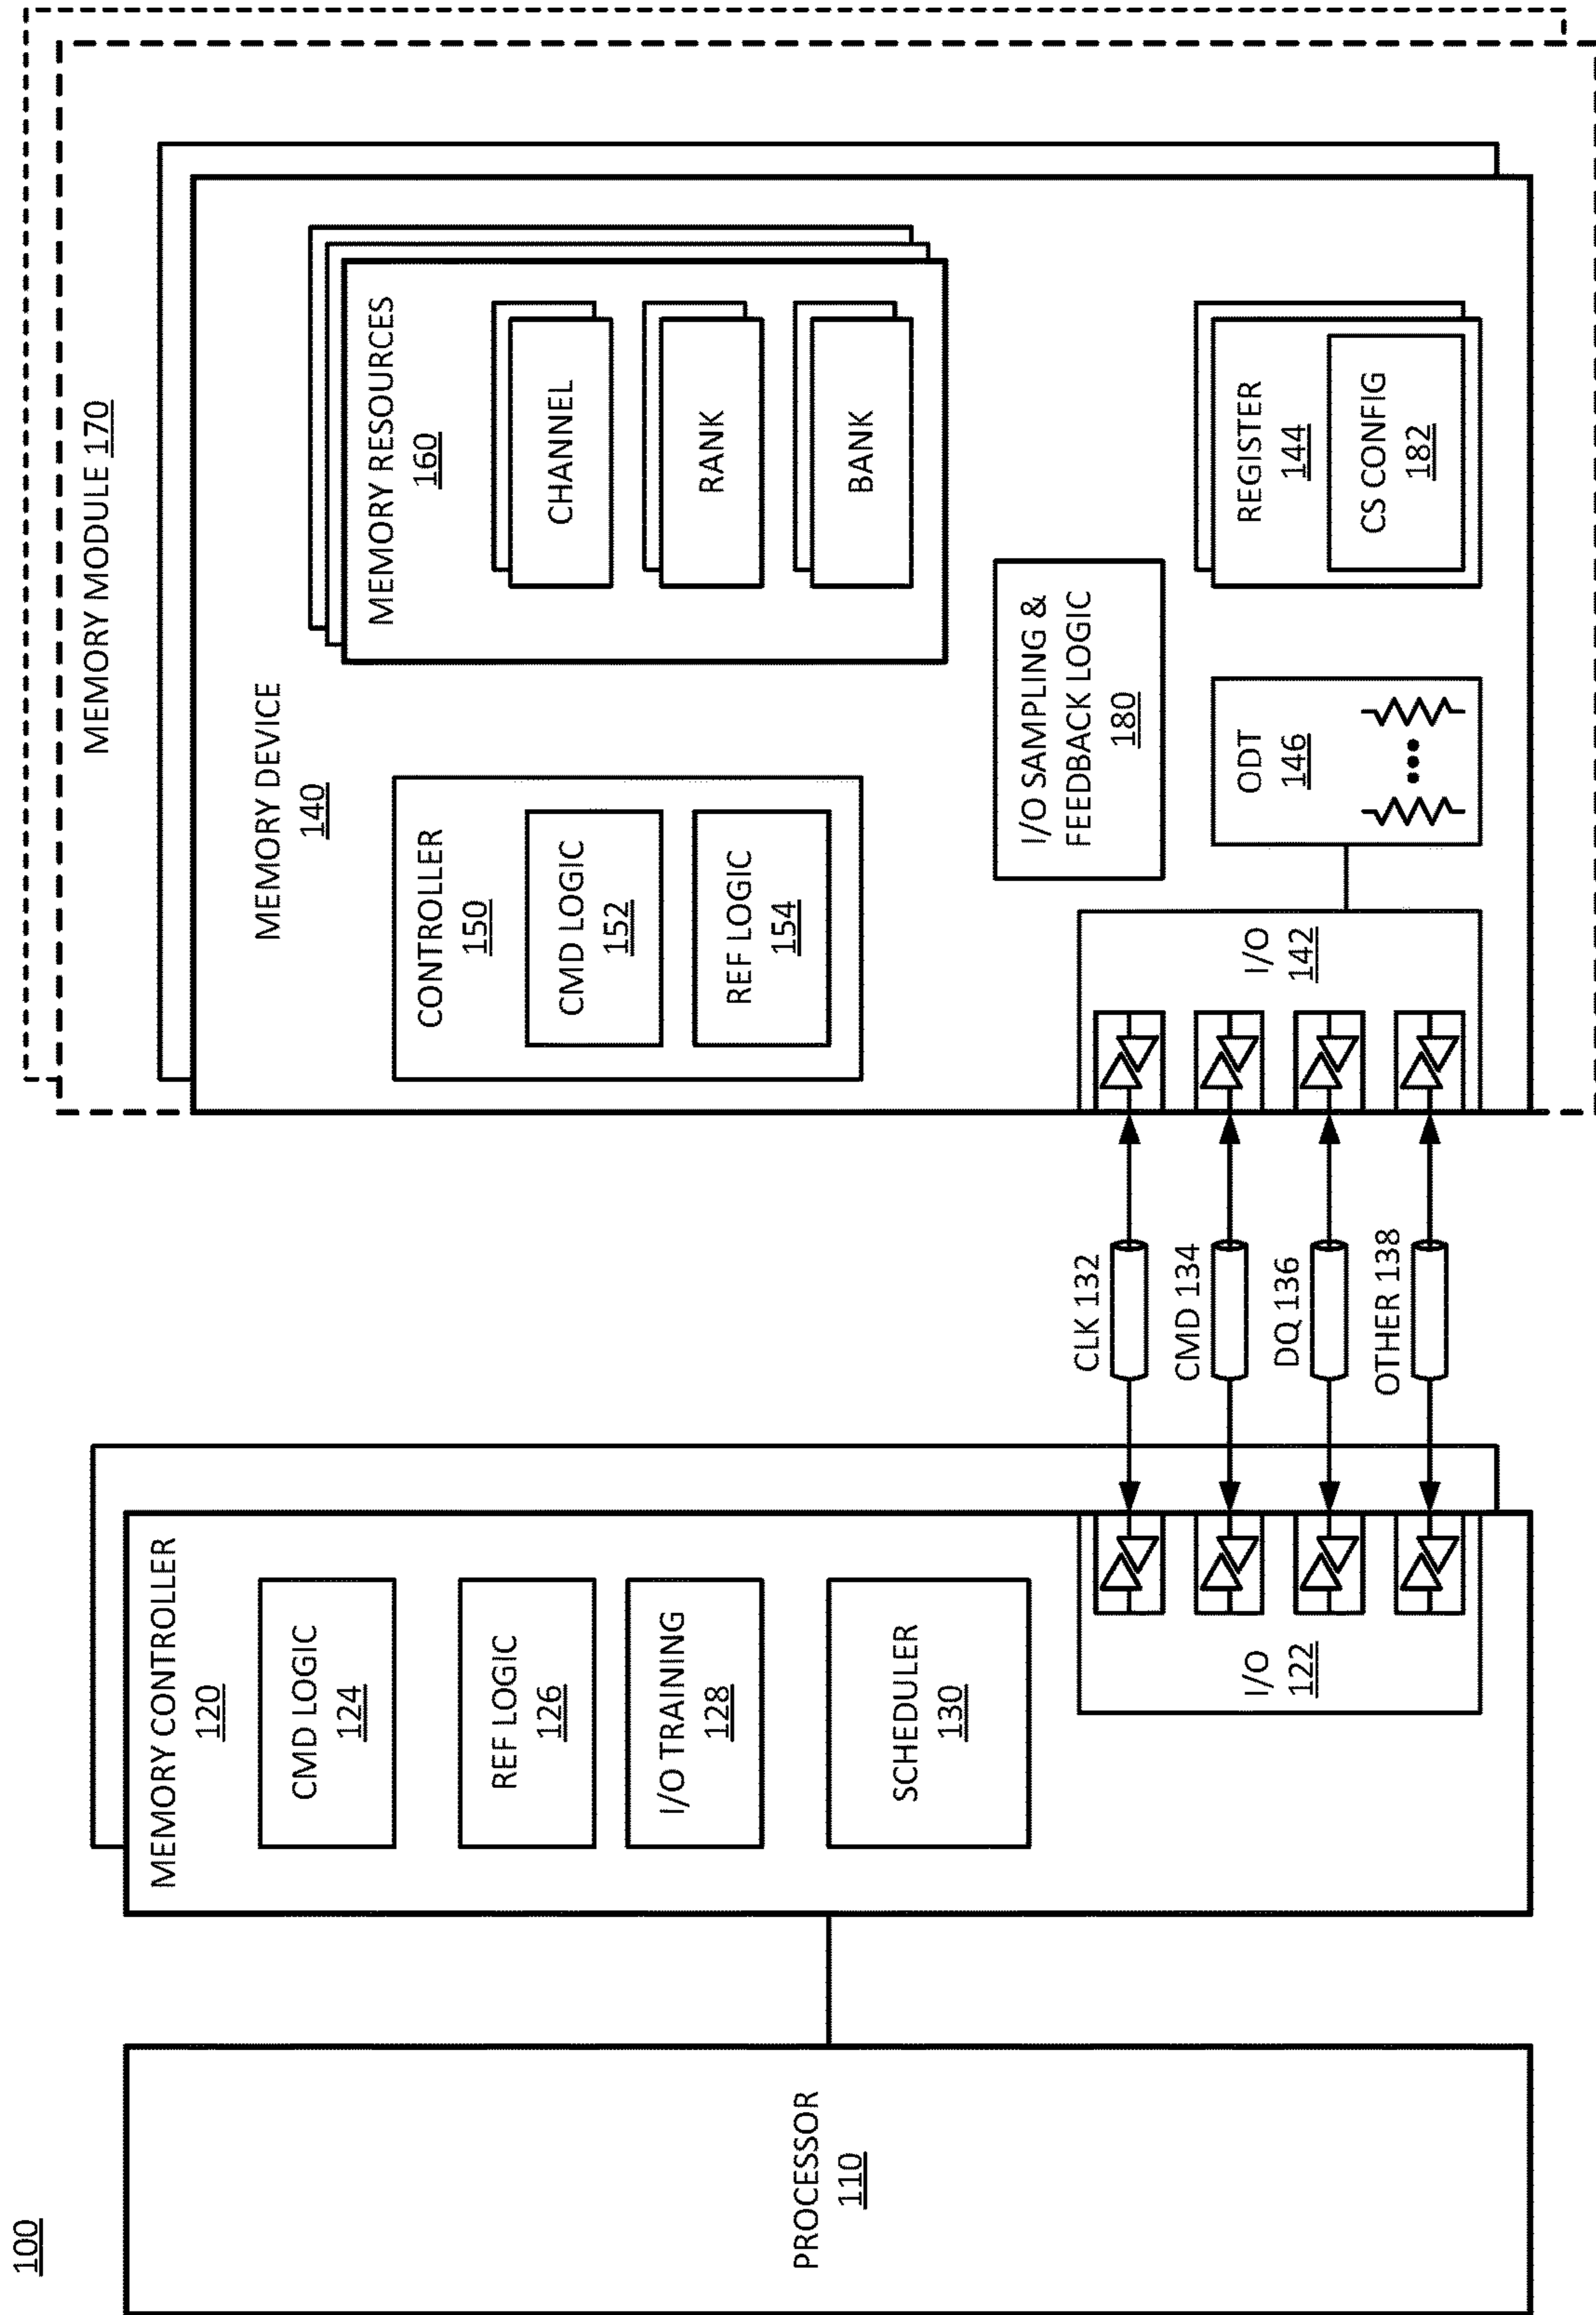 100
PROCESSOR
110
MEMORY CONTROLLER
120
CMD LOGIC
124
REF LOGIC
126
I/O TRAINING
128
SCHEDULER
130
I/O
122
CLK 132
CMD 134
DQ 136
OTHER 138
MEMORY MODULE 170
MEMORY DEVICE
140
CONTROLLER
150
CMD LOGIC
152
REF LOGIC
154
MEMORY RESOURCES
160
CHANNEL
RANK
BANK
I/O SAMPLING &
FEEDBACK LOGIC
180
I/O
142
ODT
146
REGISTER
144
CS CONFIG
182